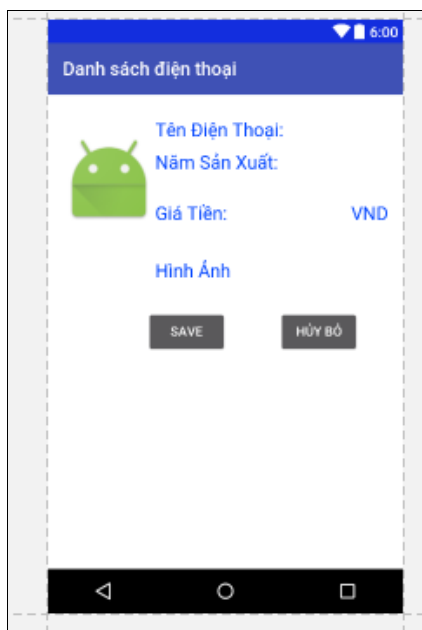 6:00
Danh sách điện thoại
Tên Điện Thoại:
Năm Sản Xuất:
Giá Tiền: VND
Hình Ảnh
SAVE HỦY BỎ